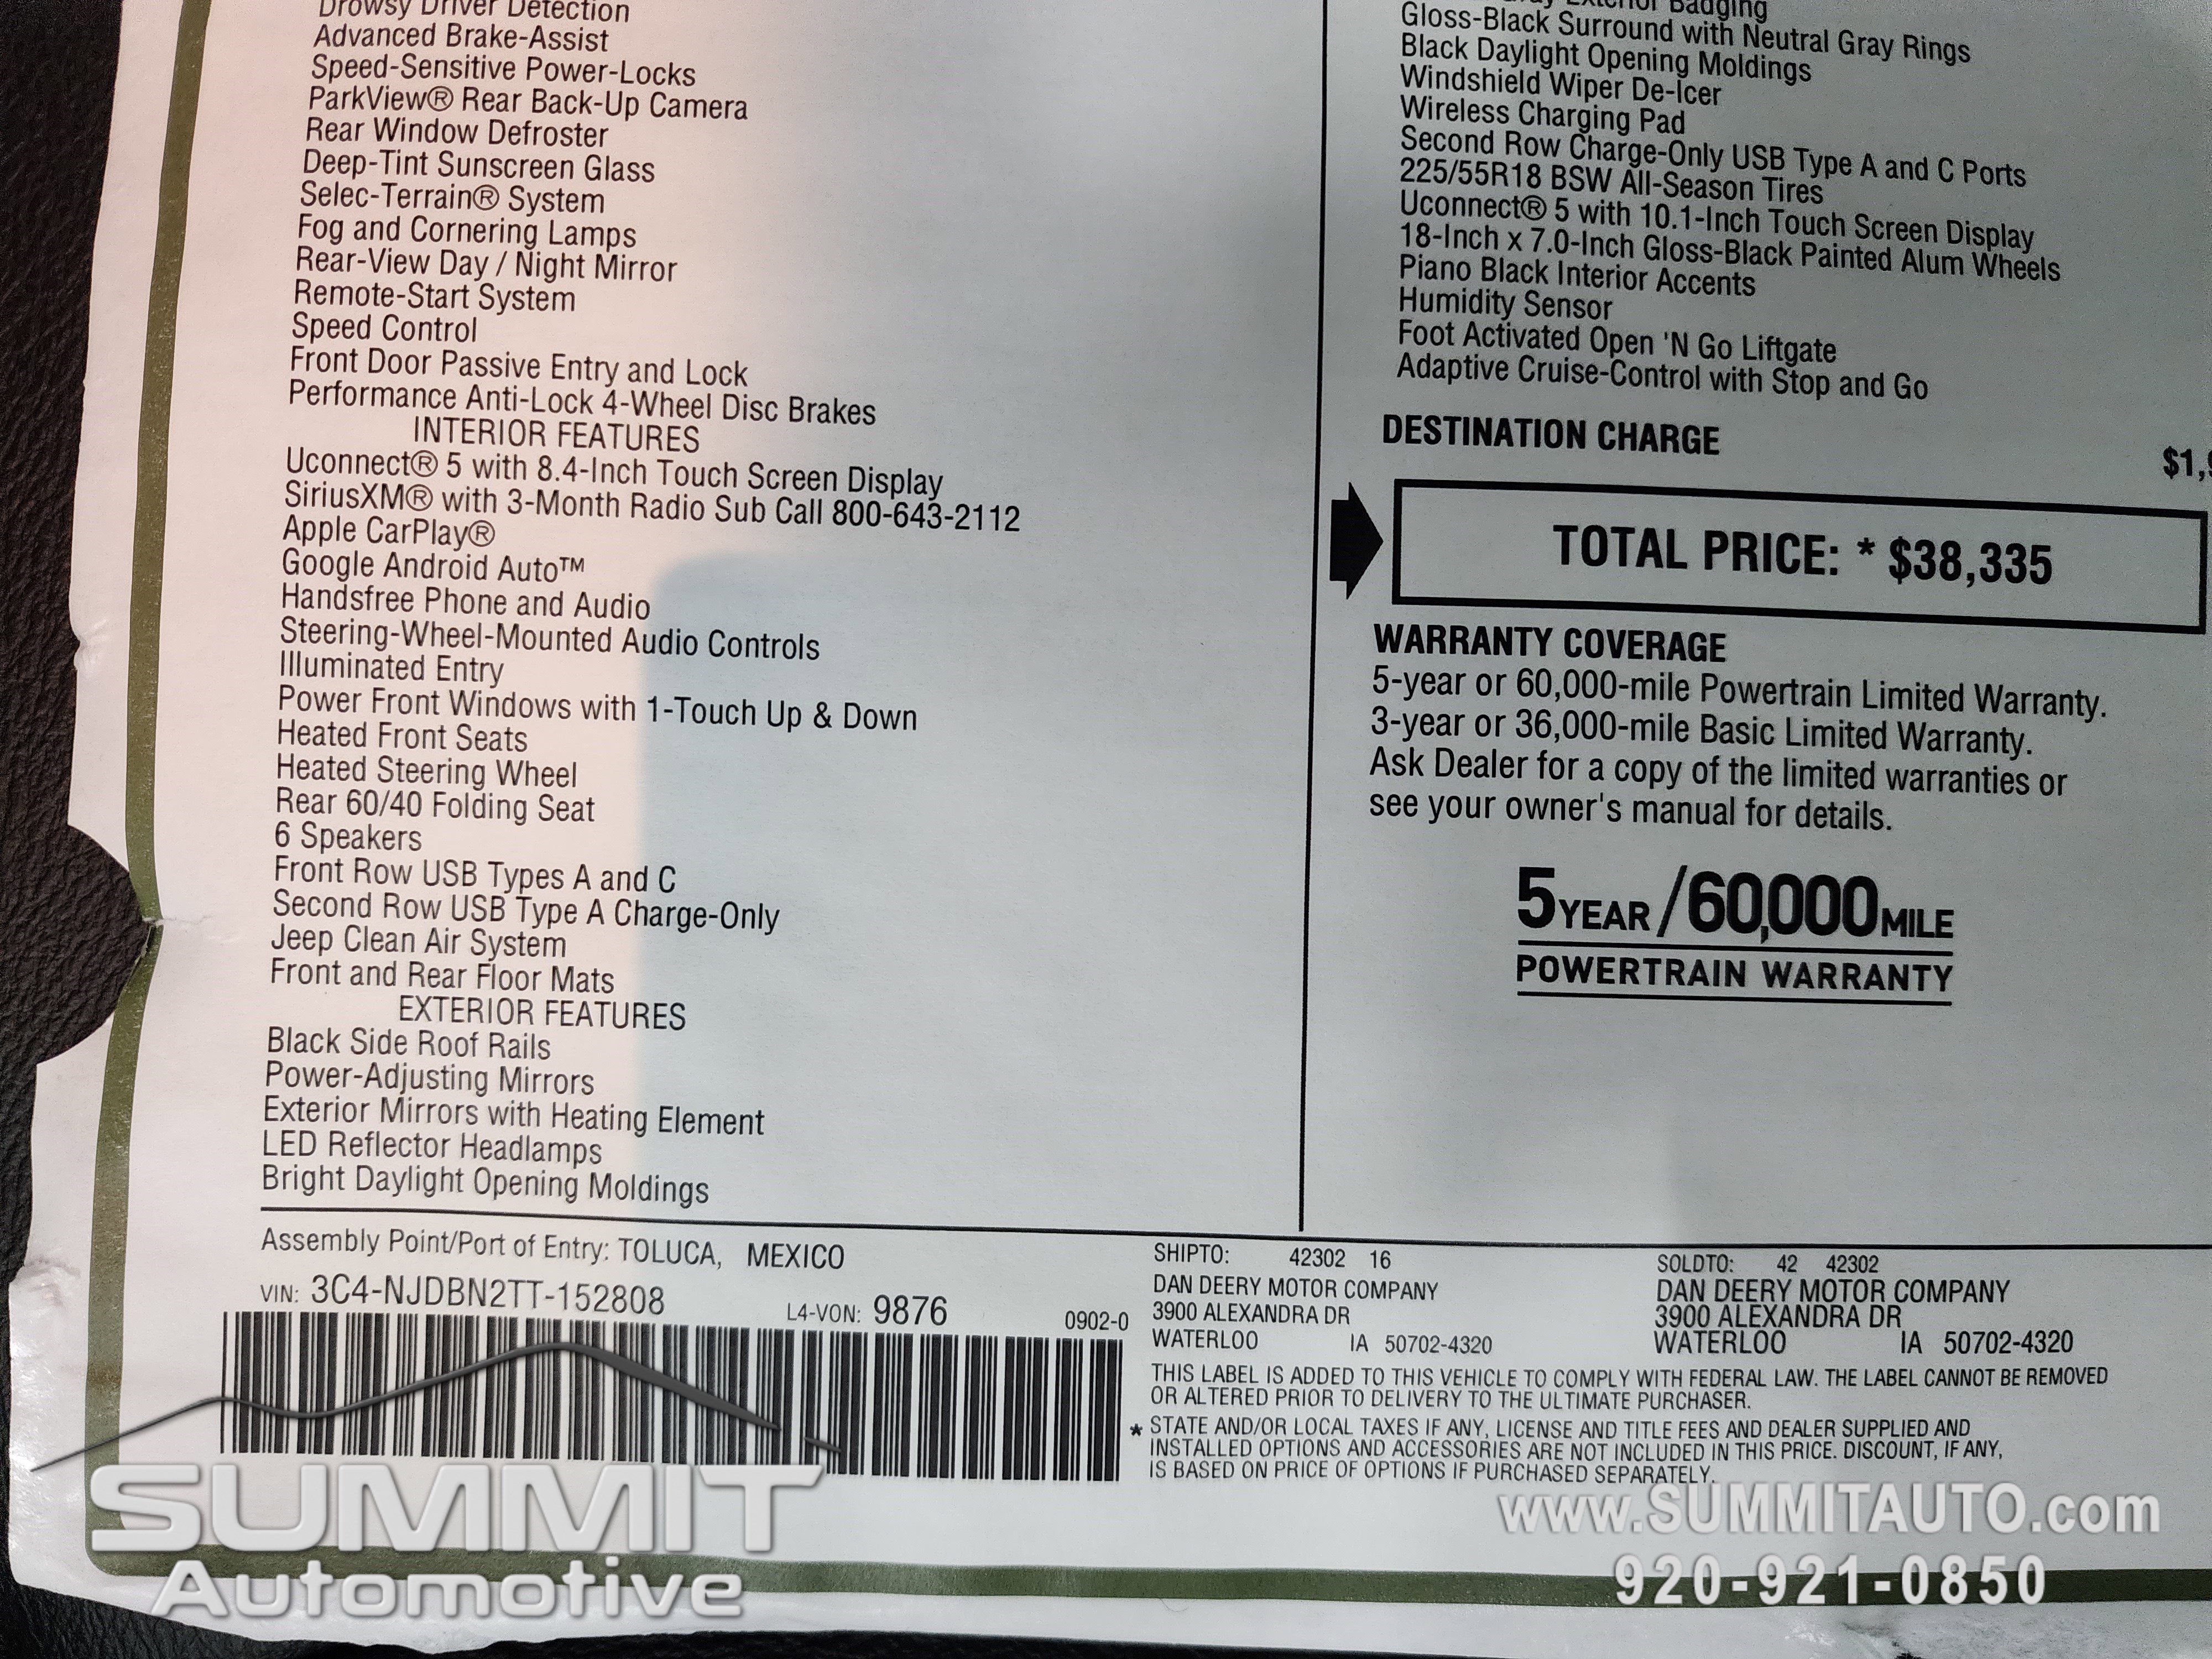 Drowsy Driver Detection
Advanced Brake-Assist
Speed-Sensitive Power-Locks
ParkView® Rear Back-Up Camera
Rear Window Defroster
Deep-Tint Sunscreen Glass
Selec-Terrain® System
Fog and Cornering Lamps
Rear-View Day / Night Mirror
Remote-Start System
Speed Control
Front Door Passive Entry and Lock
Performance Anti-Lock 4-Wheel Disc Brakes
INTERIOR FEATURES
Uconnect® 5 with 8.4-Inch Touch Screen Display
SiriusXM® with 3-Month Radio Sub Call 800-643-2112
Apple CarPlay®
Google Android Auto™
Handsfree Phone and Audio
Steering-Wheel-Mounted Audio Controls
Illuminated Entry
Power Front Windows with 1-Touch Up & Down
Heated Front Seats
Heated Steering Wheel
Rear 60/40 Folding Seat
6 Speakers
Front Row USB Types A and C
Second Row USB Type A Charge-Only
Jeep Clean Air System
Front and Rear Floor Mats
EXTERIOR FEATURES
Black Side Roof Rails
Power-Adjusting Mirrors
Exterior Mirrors with Heating Element
LED Reflector Headlamps
Bright Daylight Opening Moldings
Exterior Badging
Gloss-Black Surround with Neutral Gray Rings
Black Daylight Opening Moldings
Windshield Wiper De-Icer
Wireless Charging Pad
Second Row Charge-Only USB Type A and C Ports
225/55R18 BSW All-Season Tires
Uconnect® 5 with 10.1-Inch Touch Screen Display
18-Inch x 7.0-Inch Gloss-Black Painted Alum Wheels
Piano Black Interior Accents
Humidity Sensor
Foot Activated Open 'N Go Liftgate
Adaptive Cruise-Control with Stop and Go
DESTINATION CHARGE
TOTAL PRICE: * $38,335
WARRANTY COVERAGE
5-year or 60,000-mile Powertrain Limited Warranty.
3-year or 36,000-mile Basic Limited Warranty.
Ask Dealer for a copy of the limited warranties or
see your owner's manual for details.
5 YEAR / 60,000 MILE
POWERTRAIN WARRANTY
Assembly Point/Port of Entry: TOLUCA, MEXICO
VIN: 3C4-NJDBN2TT-152808
L4-VON: 9876
0902-0
SHIPTO: 42302 16
DAN DEERY MOTOR COMPANY
3900 ALEXANDRA DR
WATERLOO IA 50702-4320
SOLDTO: 42 42302
DAN DEERY MOTOR COMPANY
3900 ALEXANDRA DR
WATERLOO IA 50702-4320
THIS LABEL IS ADDED TO THIS VEHICLE TO COMPLY WITH FEDERAL LAW. THE LABEL CANNOT BE REMOVED
OR ALTERED PRIOR TO DELIVERY TO THE ULTIMATE PURCHASER.
* STATE AND/OR LOCAL TAXES IF ANY, LICENSE AND TITLE FEES AND DEALER SUPPLIED AND
INSTALLED OPTIONS AND ACCESSORIES ARE NOT INCLUDED IN THIS PRICE. DISCOUNT, IF ANY,
IS BASED ON PRICE OF OPTIONS IF PURCHASED SEPARATELY.
SUMMIT
Automotive
www.SUMMITAUTO.com
920-921-0850